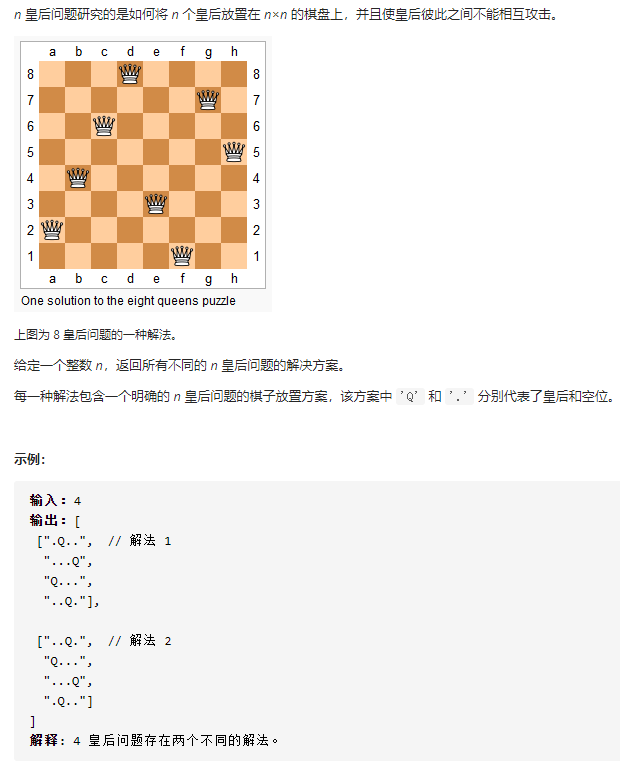 n 皇后问题研究的是如何将 n 个皇后放置在 n×n 的棋盘上，并且使皇后彼此之间不能相互攻击。
a b c d e f g h
8 8
7 7
6 6
5 5
4 4
3 3
2 2
1 1
a b c d e f g h
One solution to the eight queens puzzle
上图为 8 皇后问题的一种解法。
给定一个整数 n，返回所有不同的 n 皇后问题的解决方案。
每一种解法包含一个明确的 n 皇后问题的棋子放置方案，该方案中 'Q' 和 '.' 分别代表了皇后和空位。
示例:
输入: 4
输出: [
[".Q..", // 解法 1
"...Q",
"Q...",
"..Q."],
["..Q.", // 解法 2
"Q...",
"...Q",
".Q.."]
]
解释: 4 皇后问题存在两个不同的解法。